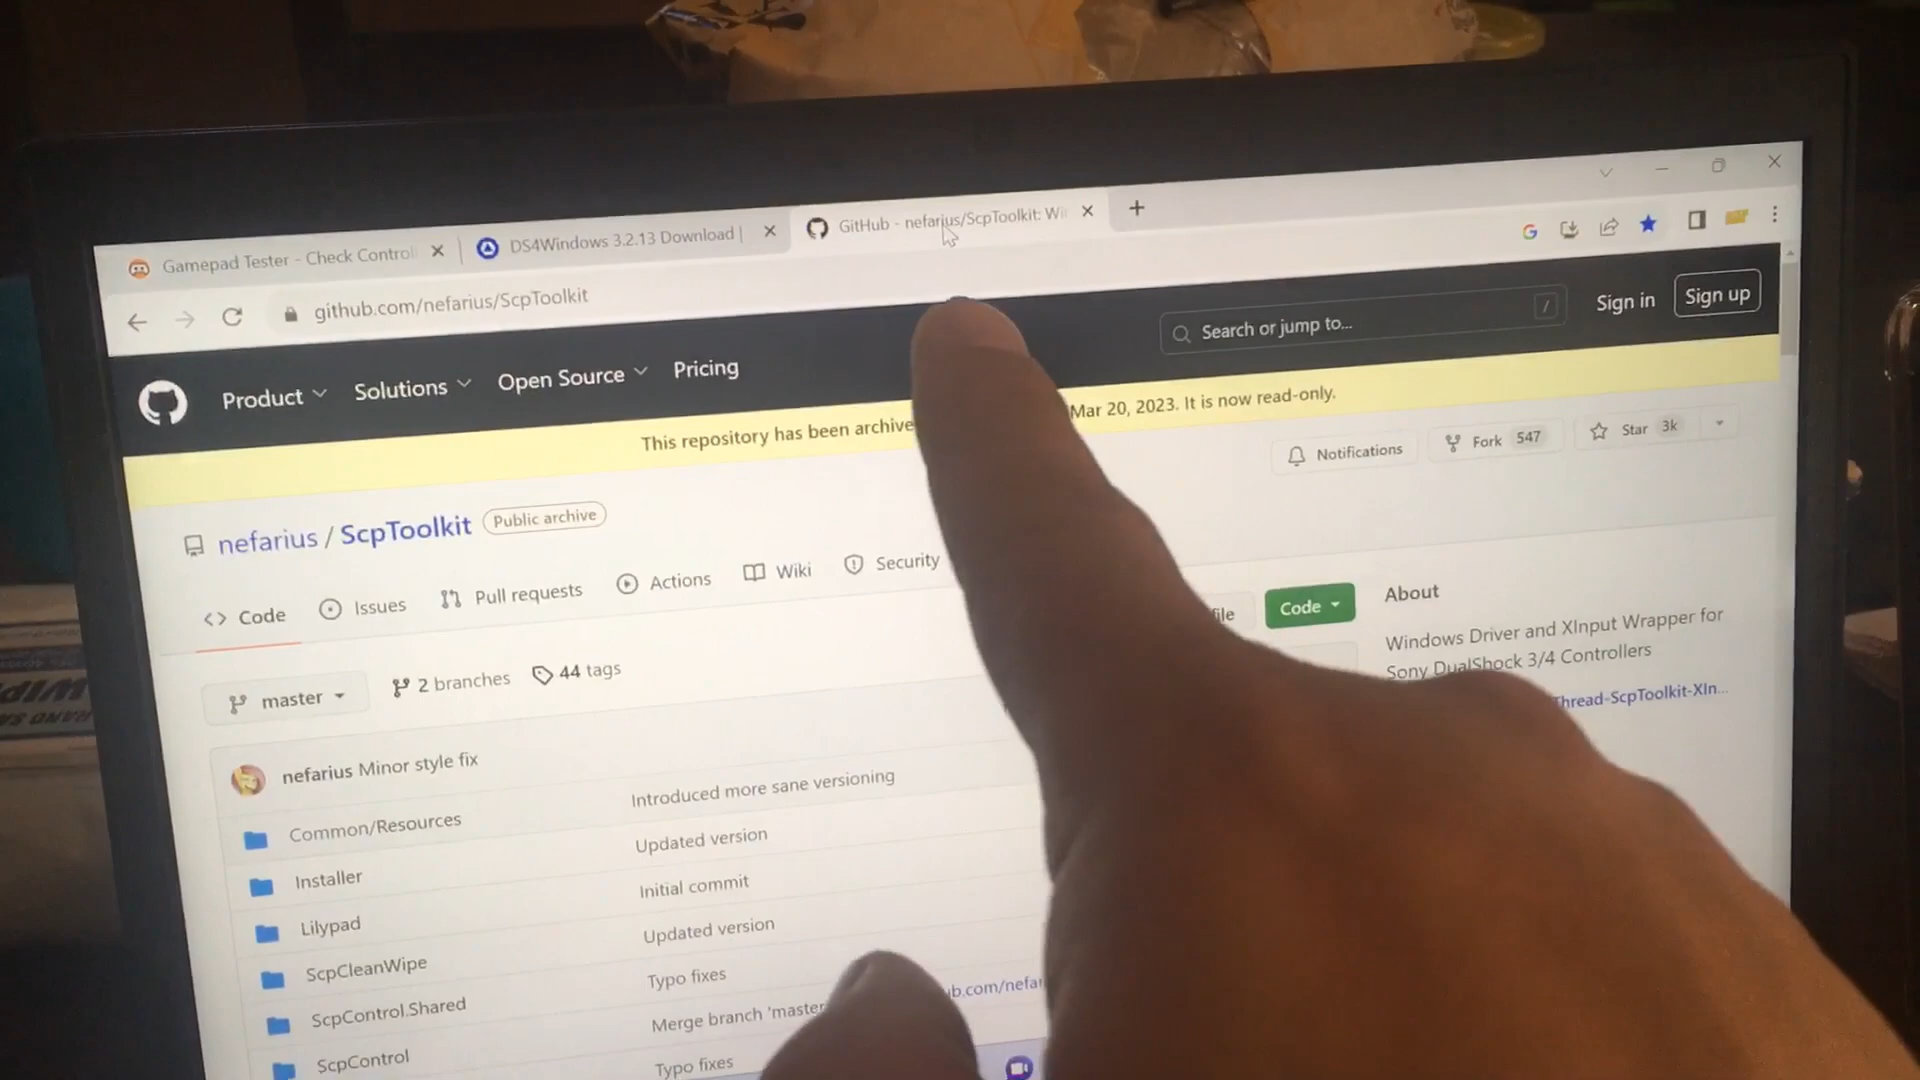 Gamepad Tester - Check Control
DS4Windows 3.2.13 Download |
GitHub - nefarius/ScpToolkit: Wi
github.com/nefarius/ScpToolkit
Product
Solutions
Open Source
Pricing
Search or jump to...
/
Sign in
Sign up
This repository has been archive
Mar 20, 2023. It is now read-only.
nefarius / ScpToolkit
Public archive
Notifications
Fork 547
Star 3k
Code
Issues
Pull requests
Actions
Wiki
Security
master
2 branches
44 tags
file
Code
About
Windows Driver and XInput Wrapper for
Sony DualShock 3/4 Controllers
Thread-ScpToolkit-XIn...
nefarius Minor style fix
Common/Resources
Introduced more sane versioning
Installer
Updated version
Lilypad
Initial commit
ScpCleanWipe
Updated version
ScpControl.Shared
Typo fixes
ScpControl
Merge branch 'master
b.com/nefar
Typo fixes